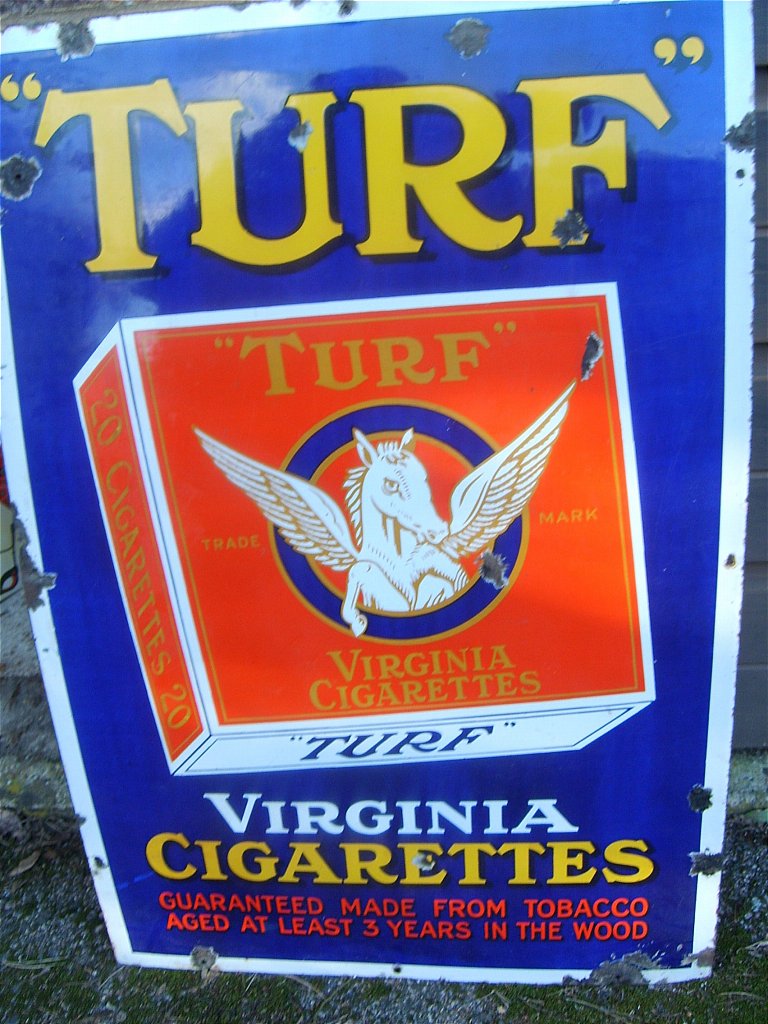 “TURF”
“TURF”
20 CIGARETTES 20
TRADE MARK
VIRGINIA
CIGARETTES
“TURF”
VIRGINIA
CIGARETTES
GUARANTEED MADE FROM TOBACCO
AGED AT LEAST 3 YEARS IN THE WOOD